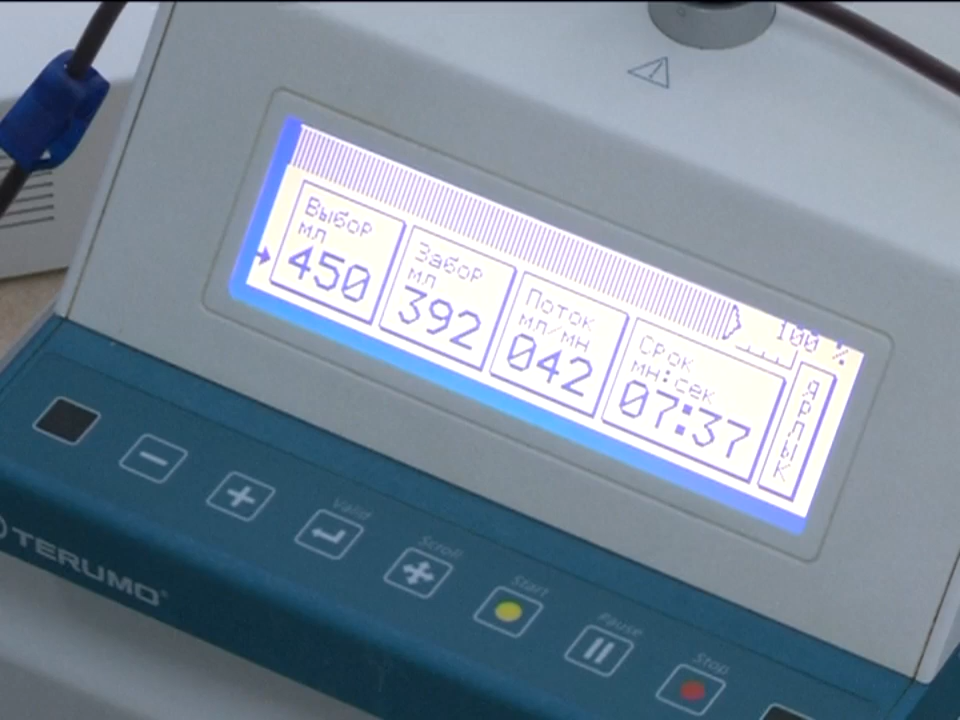 100 %
Выбор
мл
450
Забор
мл
392
Поток
мл/мн
042
Срок
мн:сек
07:37
ярлык
Valid
Scroll
Start
Pause
Stop
TERUMO